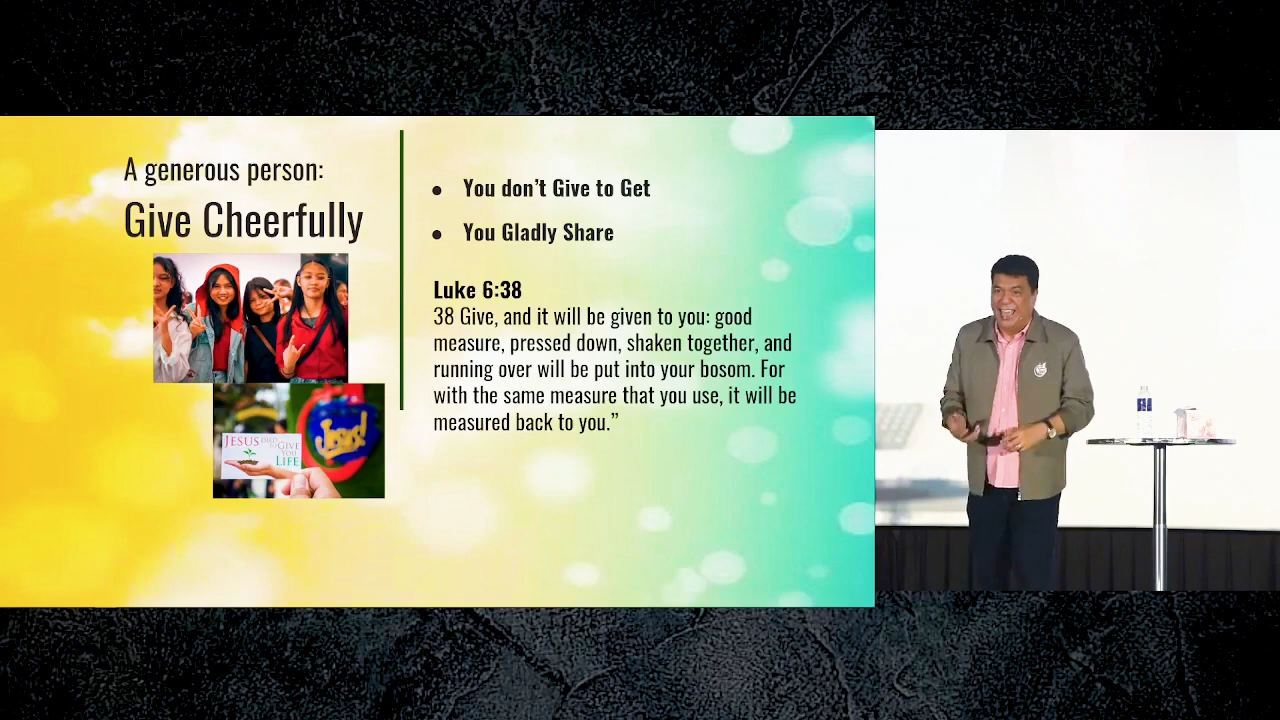 A generous person:
Give Cheerfully
● You don’t Give to Get
● You Gladly Share
Luke 6:38
38 Give, and it will be given to you: good
measure, pressed down, shaken together, and
running over will be put into your bosom. For
with the same measure that you use, it will be
measured back to you.”
JESUS DIED
TO GIVE
YOU
LIFE
Jesus!